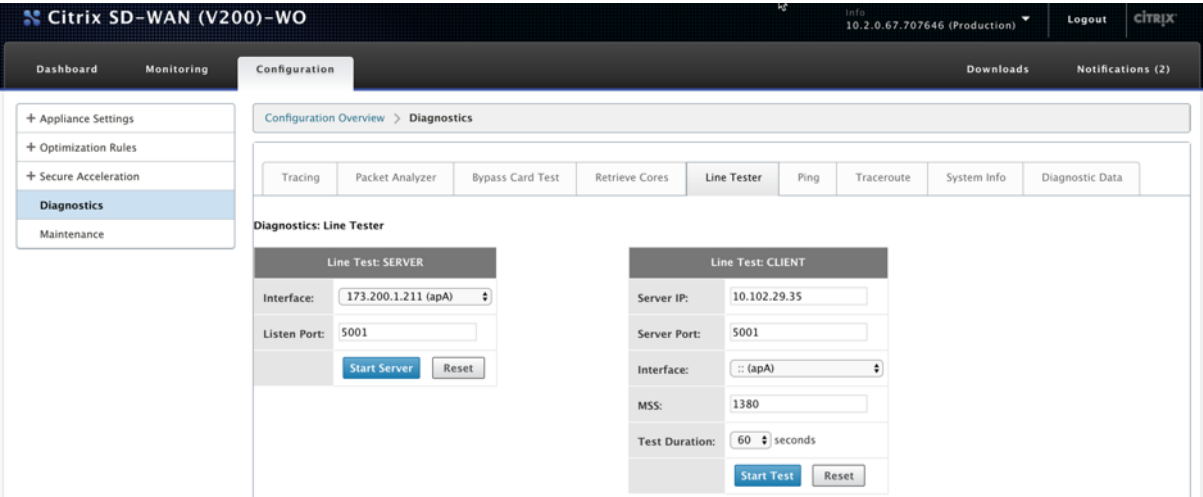 Citrix SD-WAN (V200)-WO
Info
10.2.0.67.707646 (Production)
Logout
CİTRIX
Dashboard Monitoring Configuration Downloads Notifications (2)
+ Appliance Settings
+ Optimization Rules
+ Secure Acceleration
Diagnostics
Maintenance
Configuration Overview > Diagnostics
Tracing Packet Analyzer Bypass Card Test Retrieve Cores Line Tester Ping Traceroute System Info Diagnostic Data
Diagnostics: Line Tester
Line Test: SERVER
Interface: 173.200.1.211 (apA)
Listen Port: 5001
Start Server Reset
Line Test: CLIENT
Server IP: 10.102.29.35
Server Port: 5001
Interface: :: (apA)
MSS: 1380
Test Duration: 60 seconds
Start Test Reset